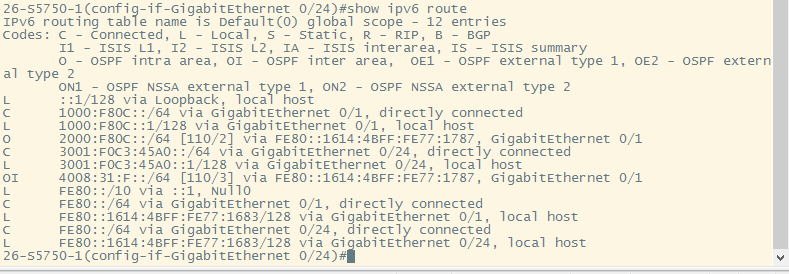 26-S5750-1(config-if-GigabitEthernet 0/24)#show ipv6 route
IPv6 routing table name is Default(0) global scope - 12 entries
Codes: C - Connected, L - Local, S - Static, R - RIP, B - BGP
I1 - ISIS L1, I2 - ISIS L2, IA - ISIS interarea, IS - ISIS summary
O - OSPF intra area, OI - OSPF inter area, OE1 - OSPF external type 1, OE2 - OSPF extern
al type 2
ON1 - OSPF NSSA external type 1, ON2 - OSPF NSSA external type 2
L ::1/128 via Loopback, local host
C 1000:F80C::/64 via GigabitEthernet 0/1, directly connected
L 1000:F80C::1/128 via GigabitEthernet 0/1, local host
O 2000:F80C::/64 [110/2] via FE80::1614:4BFF:FE77:1787, GigabitEthernet 0/1
C 3001:F0C3:45A0::/64 via GigabitEthernet 0/24, directly connected
L 3001:F0C3:45A0::1/128 via GigabitEthernet 0/24, local host
OI 4008:31:F::/64 [110/3] via FE80::1614:4BFF:FE77:1787, GigabitEthernet 0/1
L FE80::/10 via ::1, Null0
C FE80::/64 via GigabitEthernet 0/1, directly connected
L FE80::1614:4BFF:FE77:1683/128 via GigabitEthernet 0/1, local host
C FE80::/64 via GigabitEthernet 0/24, directly connected
L FE80::1614:4BFF:FE77:1683/128 via GigabitEthernet 0/24, local host
26-S5750-1(config-if-GigabitEthernet 0/24)#